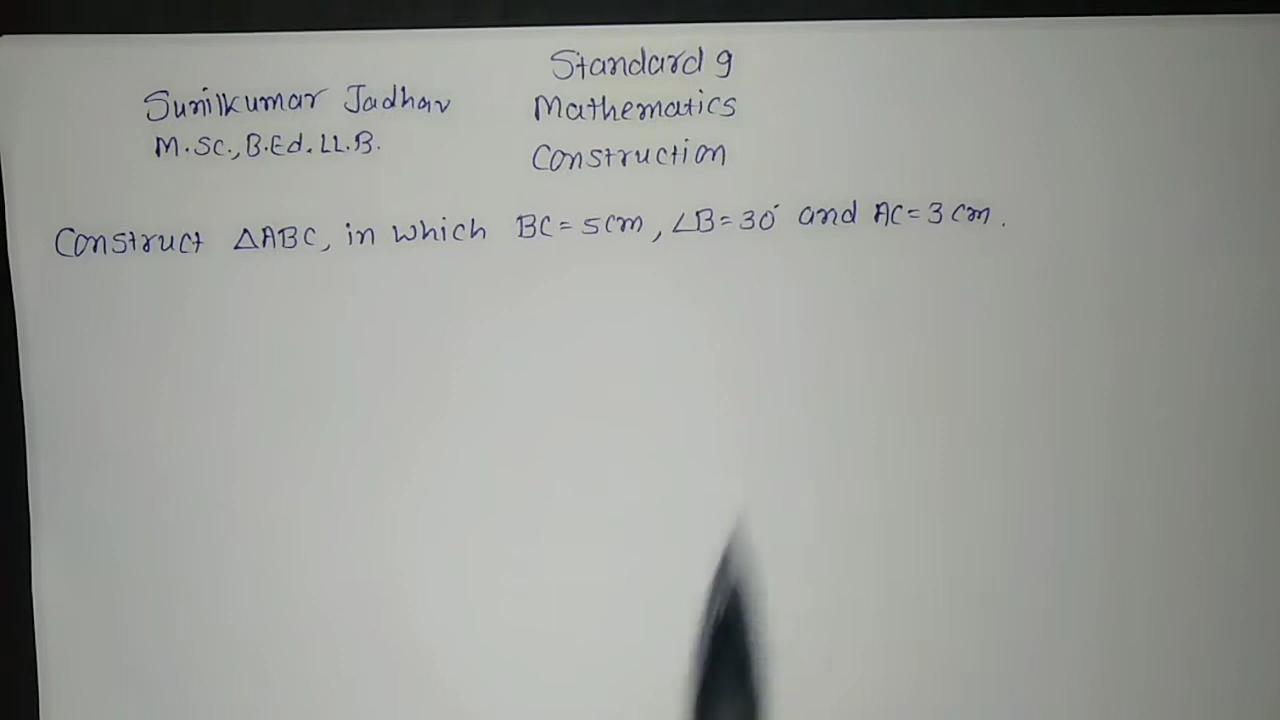 Standard 9
Sunilkumar Jadhav
Mathematics
M.Sc., B.Ed. LL.B.
Construction
Construct △ABC, in which BC = 5cm, ∠B = 30° and AC = 3 cm.